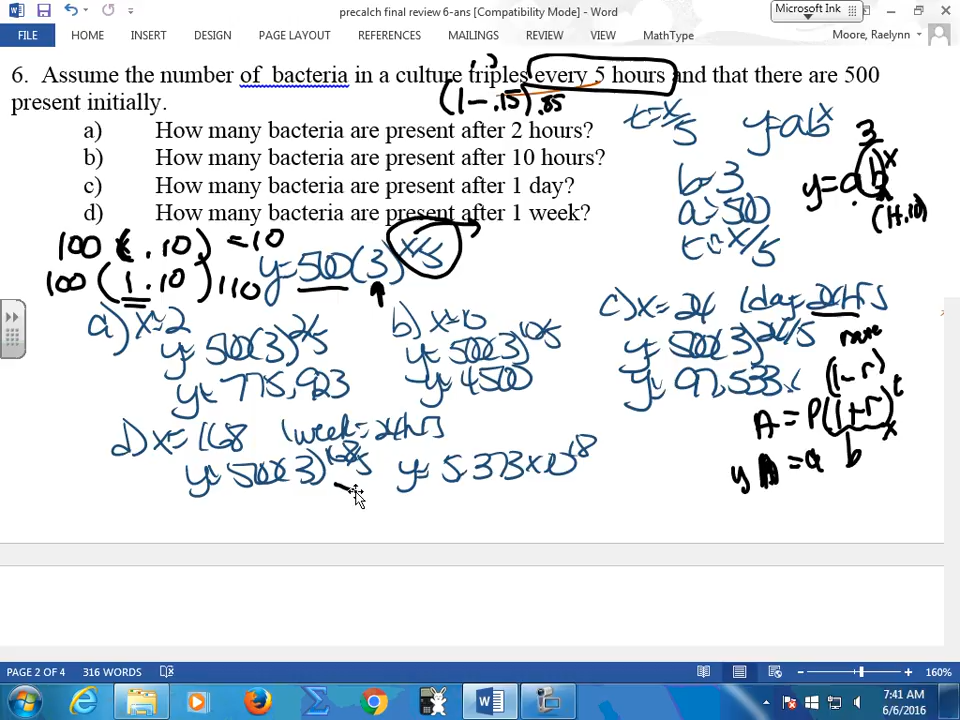 precalch final review 6-ans [Compatibility Mode] - Word
Microsoft Ink
FILE HOME INSERT DESIGN PAGE LAYOUT REFERENCES MAILINGS REVIEW VIEW MathType Moore, Raelynn
6. Assume the number of bacteria in a culture triples every 5 hours and that there are 500
present initially.
(1 - .15) .85
a) How many bacteria are present after 2 hours?
b) How many bacteria are present after 10 hours?
c) How many bacteria are present after 1 day?
d) How many bacteria are present after 1 week?
t=x/5 y=ab^x
b=3
a=500
t=x/5
3
y=ab^x
(1+.10)
100 (.10) =10
100 (1.10) 110
y=500(3)^x/5
a) x=2
y=500(3)^2/5
y=775.923
b) x=10
y=500(3)^10/5
y=4500
c) x=24 1day=24hrs
y=500(3)^24/5
y=97,533.
rate
(1-r)
A=P(1+r)^t
x
y A =a b
d) x=168 1week=24hrs
y=500(3)^168/5 y=5.373x10^18
PAGE 2 OF 4 316 WORDS 160%
7:41 AM
6/6/2016